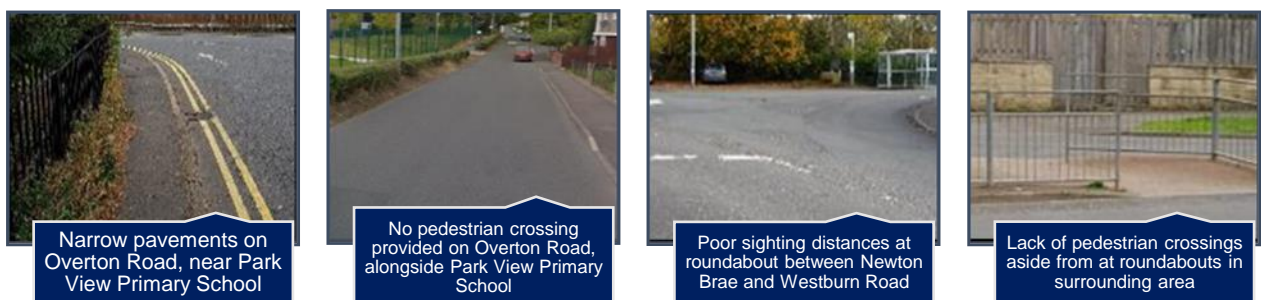 Narrow pavements on
Overton Road, near Park
View Primary School
No pedestrian crossing
provided on Overton Road,
alongside Park View Primary
School
Poor sighting distances at
roundabout between Newton
Brae and Westburn Road
Lack of pedestrian crossings
aside from at roundabouts in
surrounding area